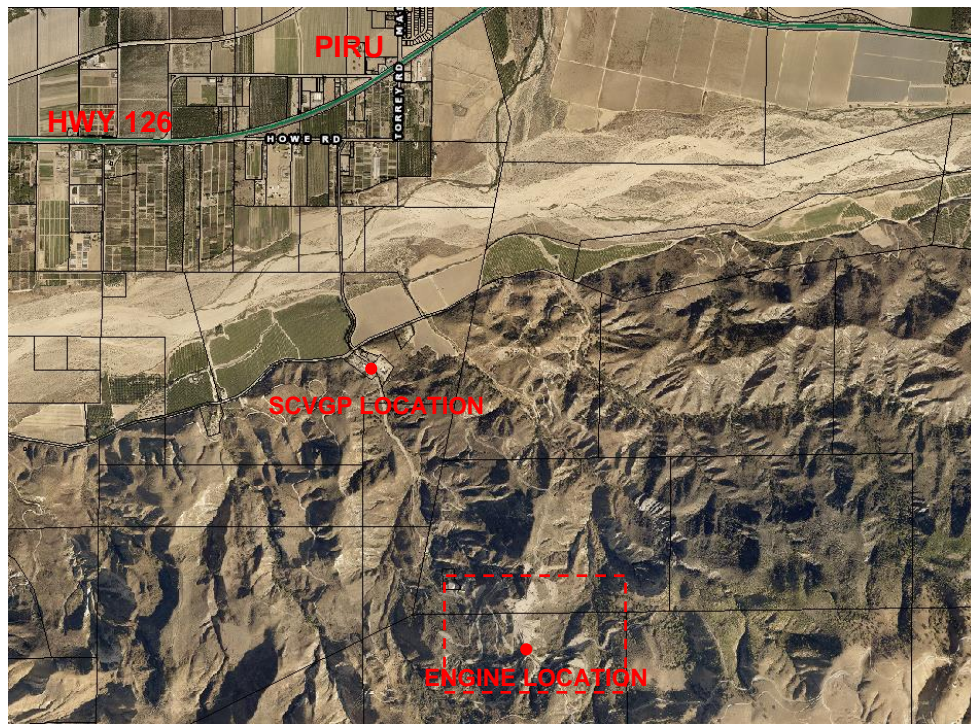 PIRU
HWY 126
HOWE RD
TORREY RD
SCVGP LOCATION
ENGINE LOCATION